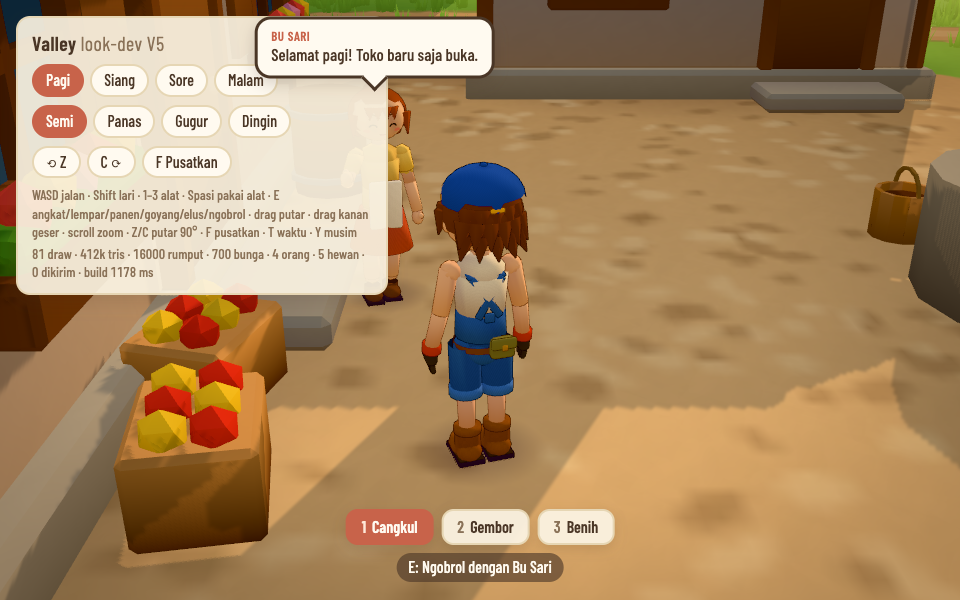 Valley look-dev V5
BU SARI
Selamat pagi! Toko baru saja buka.
Pagi Siang Sore Malam
Semi Panas Gugur Dingin
⟲ Z C ⟳ F Pusatkan
WASD jalan · Shift lari · 1–3 alat · Spasi pakai alat · E
angkat/lempar/panen/goyang/elus/ngobrol · drag putar · drag kanan
geser · scroll zoom · Z/C putar 90° · F pusatkan · T waktu · Y musim
81 draw · 412k tris · 16000 rumput · 700 bunga · 4 orang · 5 hewan ·
0 dikirim · build 1178 ms
1 Cangkul 2 Gembor 3 Benih
E: Ngobrol dengan Bu Sari